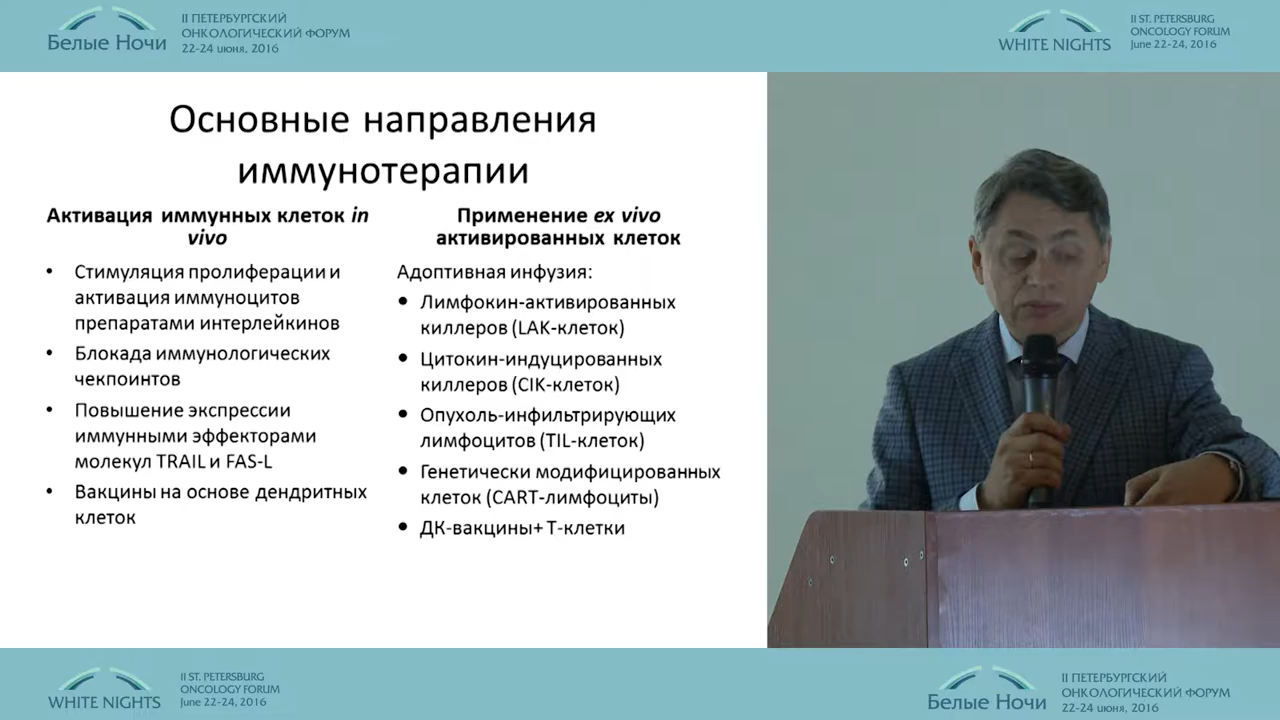 Белые Ночи
II ПЕТЕРБУРГСКИЙ
ОНКОЛОГИЧЕСКИЙ ФОРУМ
22-24 июня, 2016
WHITE NIGHTS
II ST. PETERSBURG
ONCOLOGY FORUM
June 22-24, 2016
Основные направления
иммунотерапии
Активация иммунных клеток in
vivo
• Стимуляция пролиферации и
активация иммуноцитов
препаратами интерлейкинов
• Блокада иммунологических
чекпоинтов
• Повышение экспрессии
иммунными эффекторами
молекул TRAIL и FAS-L
• Вакцины на основе дендритных
клеток
Применение ex vivo
активированных клеток
Адоптивная инфузия:
• Лимфокин-активированных
киллеров (LAK-клеток)
• Цитокин-индуцированных
киллеров (CIK-клеток)
• Опухоль-инфильтрирующих
лимфоцитов (TIL-клеток)
• Генетически модифицированных
клеток (CART-лимфоциты)
• ДК-вакцины+ Т-клетки
WHITE NIGHTS
II ST. PETERSBURG
ONCOLOGY FORUM
June 22-24, 2016
Белые Ночи
II ПЕТЕРБУРГСКИЙ
ОНКОЛОГИЧЕСКИЙ ФОРУМ
22-24 июня, 2016